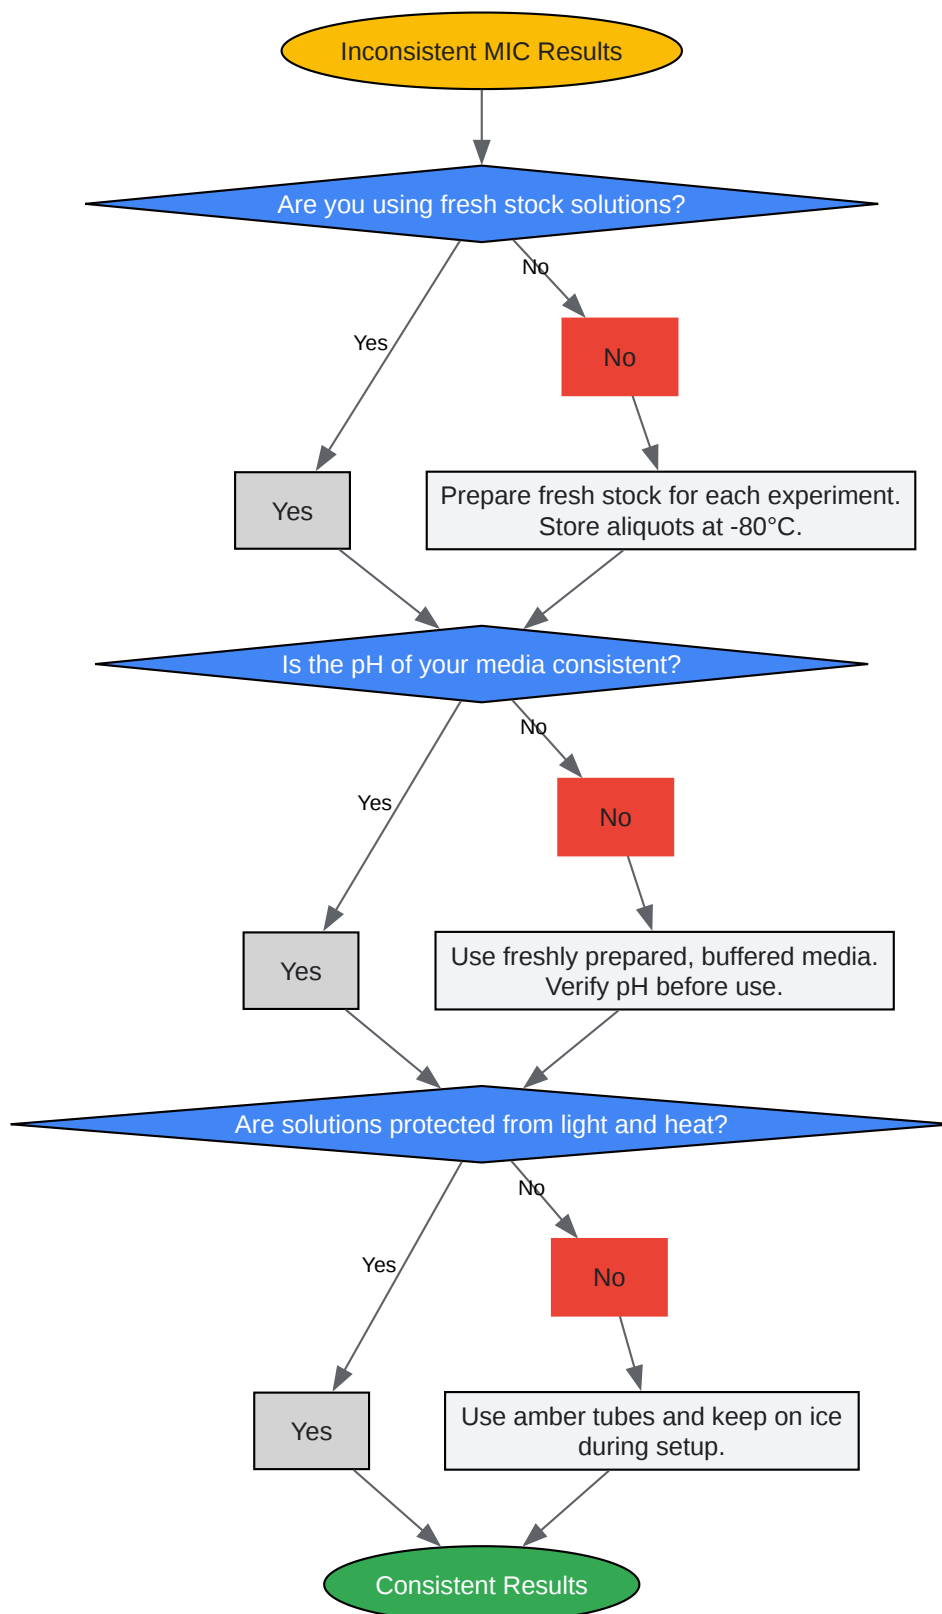 Inconsistent MIC Results
Are you using fresh stock solutions?
No
Yes
No
Yes
Prepare fresh stock for each experiment.
Store aliquots at -80°C.
Is the pH of your media consistent?
No
Yes
No
Yes
Use freshly prepared, buffered media.
Verify pH before use.
Are solutions protected from light and heat?
No
Yes
No
Yes
Use amber tubes and keep on ice
during setup.
Consistent Results